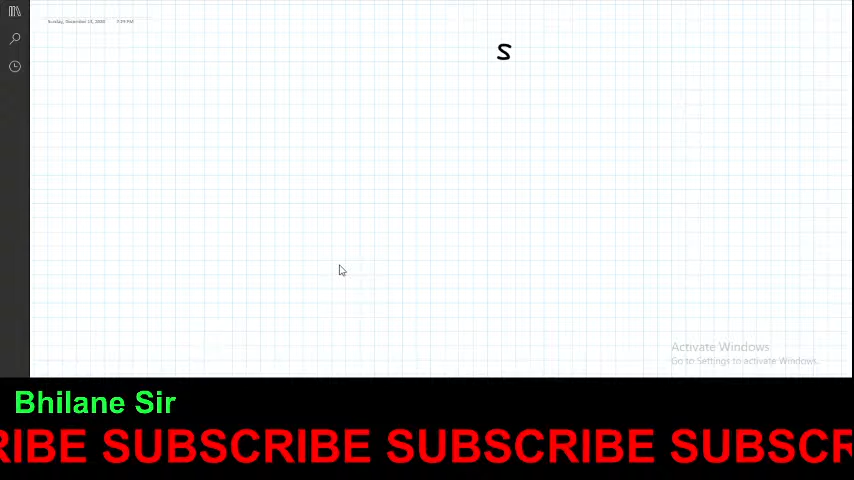 S
Activate Windows
Go to Settings to activate Windows.
Bhilane Sir
RIBE SUBSCRIBE SUBSCRIBE SUBSCR